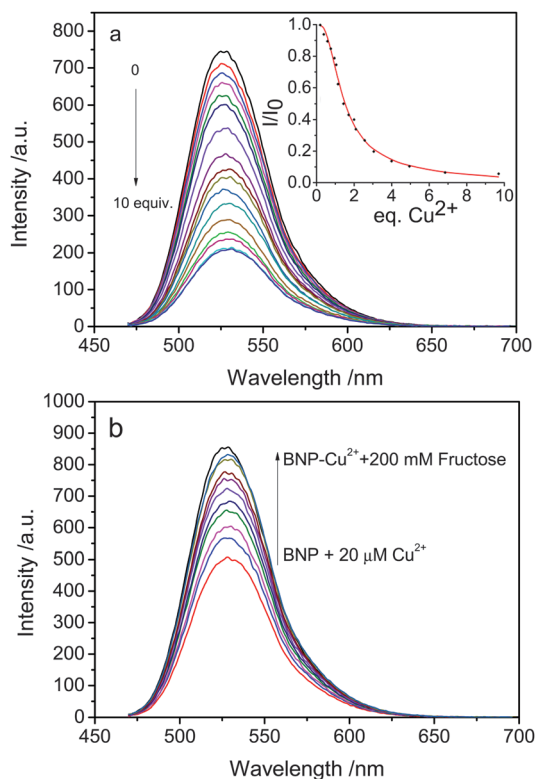 a
800
700
600
500
400
300
200
100
0
Intensity /a.u.
0
10 equiv.
1.0
0.8
0.6
0.4
0.2
0.0
I/I0
0 2 4 6 8 10
eq. Cu2+
450 500 550 600 650 700
Wavelength /nm
b
1000
900
800
700
600
500
400
300
200
100
0
Intensity /a.u.
BNP-Cu2++200 mM Fructose
BNP + 20 μM Cu2+
450 500 550 600 650 700
Wavelength /nm